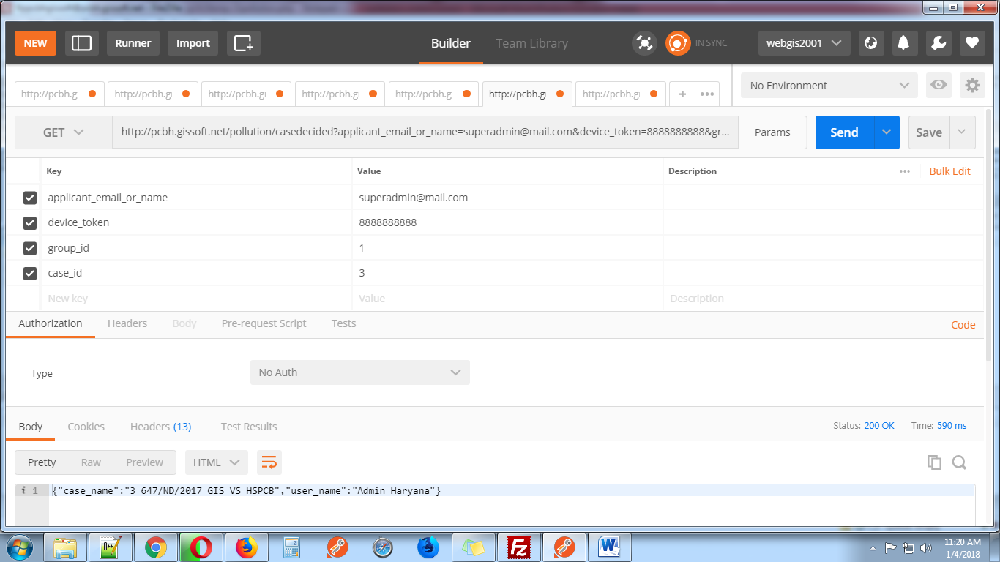 NEW Runner Import Builder Team Library IN SYNC webgis2001
http://pcbh.gi http://pcbh.gi http://pcbh.gi http://pcbh.gi http://pcbh.g http://pcbh.gi http://pcbh.gi + ••• No Environment
GET http://pcbh.gissoft.net/pollution/casedecided?applicant_email_or_name=superadmin@mail.com&device_token=8888888888&gr... Params Send Save
Key Value Description ••• Bulk Edit
applicant_email_or_name superadmin@mail.com
device_token 8888888888
group_id 1
case_id 3
New key Value Description
Authorization Headers Body Pre-request Script Tests Code
Type No Auth
Body Cookies Headers (13) Test Results Status: 200 OK Time: 590 ms
Pretty Raw Preview HTML
i 1 {"case_name":"3 647/ND/2017 GIS VS HSPCB","user_name":"Admin Haryana"}
11:20 AM
1/4/2018